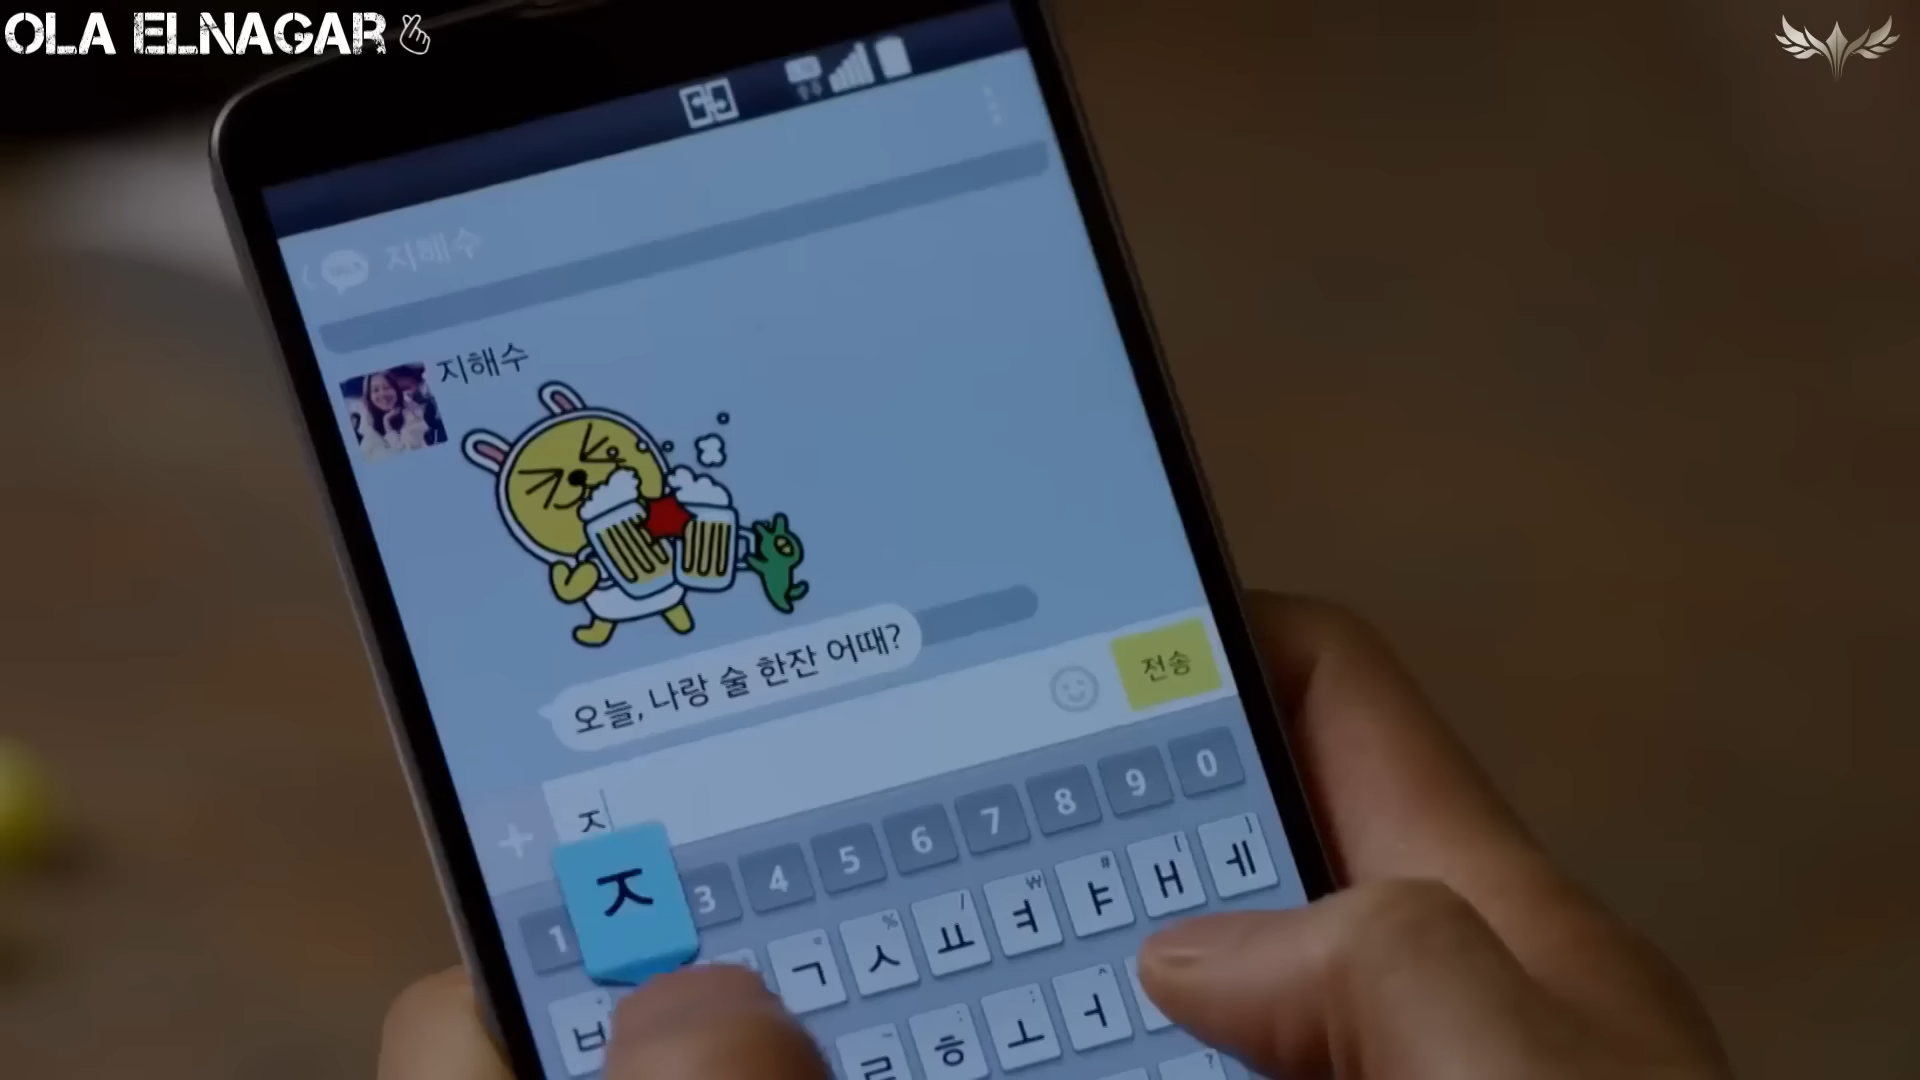 OLA ELNAGAR
지해수
지해수
오늘, 나랑 술 한잔 어때?
전송
ㅈ
ㅈ
1 3 4 5 6 7 8 9 0
ㅂ ㄱ ㅅ ㅛ ㅕ ㅑ ㅐ ㅔ
ㄹ ㅎ ㅗ ㅓ